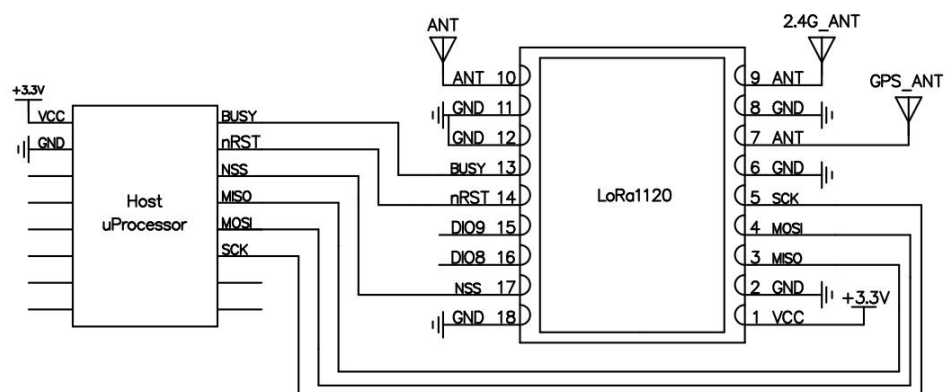 ANT
2.4G_ANT
GPS_ANT
+3.3V
VCC
GND
BUSY
nRST
NSS
MISO
MOSI
SCK
Host
uProcessor
ANT 10
GND 11
GND 12
BUSY 13
nRST 14
DIO9 15
DIO8 16
NSS 17
GND 18
LoRa1120
9 ANT
8 GND
7 ANT
6 GND
5 SCK
4 MOSI
3 MISO
2 GND
1 VCC
+3.3V